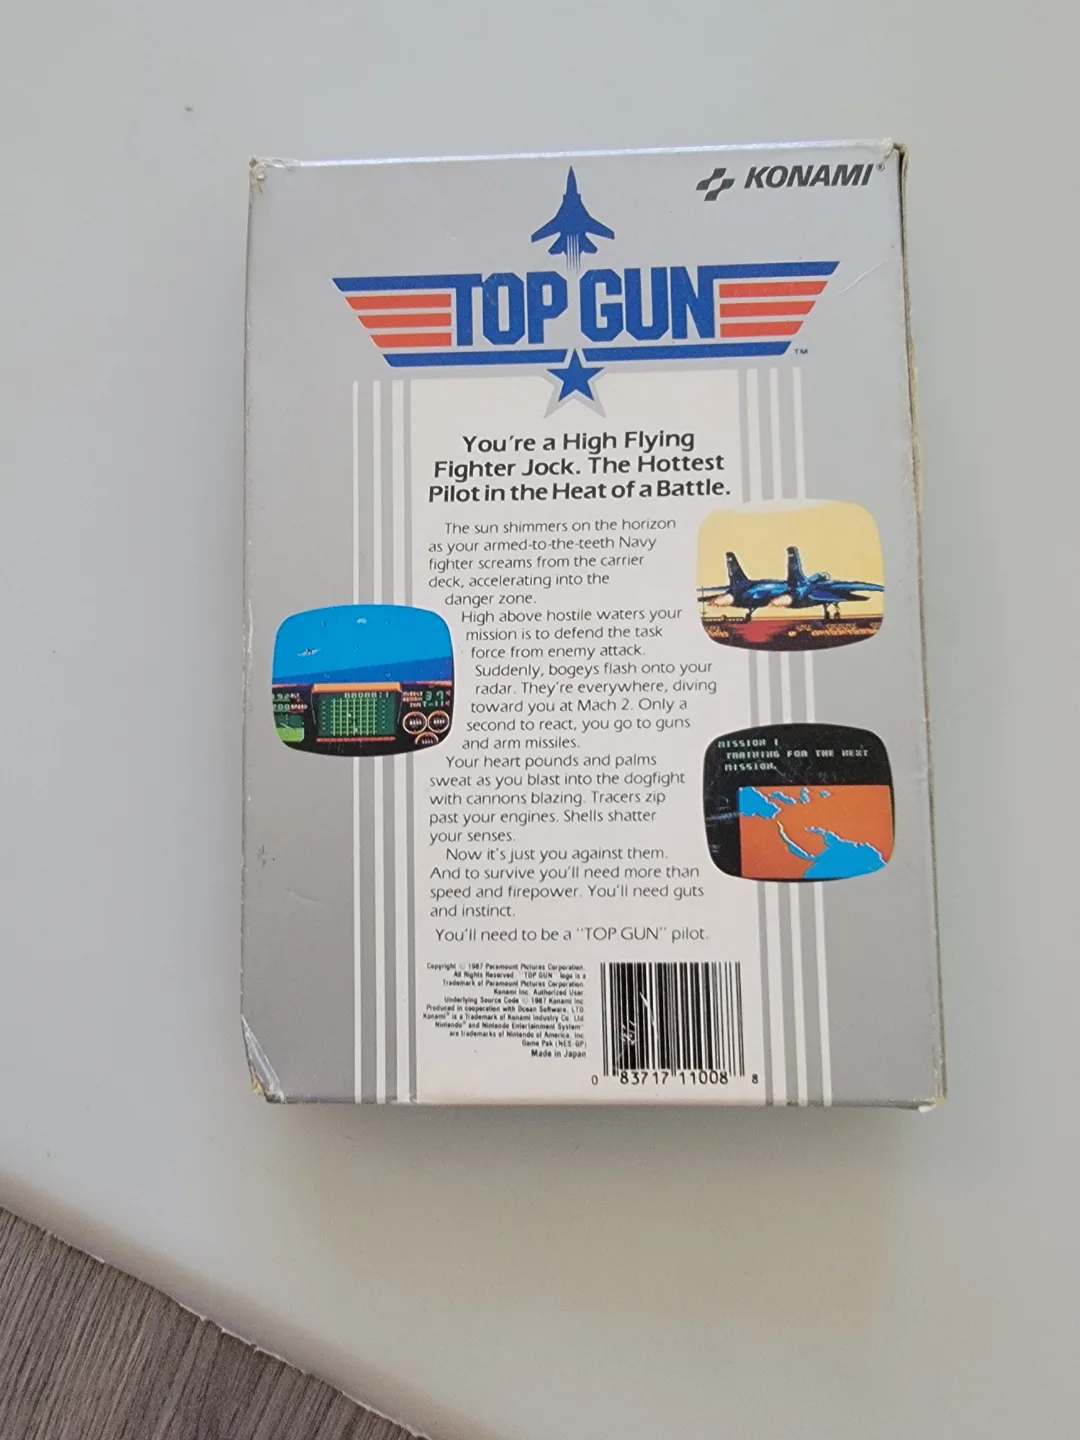 KONAMI®
TOP GUN
TM
You're a High Flying
Fighter Jock. The Hottest
Pilot in the Heat of a Battle.
The sun shimmers on the horizon
as your armed-to-the-teeth Navy
fighter screams from the carrier
deck, accelerating into the
danger zone.
High above hostile waters your
mission is to defend the task
force from enemy attack.
Suddenly, bogeys flash onto your
radar. They're everywhere, diving
toward you at Mach 2. Only a
second to react, you go to guns
and arm missiles.
Your heart pounds and palms
sweat as you blast into the dogfight
with cannons blazing. Tracers zip
past your engines. Shells shatter
your senses.
Now it's just you against them.
And to survive you'll need more than
speed and firepower. You'll need guts
and instinct.
You'll need to be a "TOP GUN" pilot.
MISSION 1
TRAINING FOR THE NEXT
MISSION.
Copyright © 1987 Paramount Pictures Corporation.
All Rights Reserved. "TOP GUN" logo is a
Trademark of Paramount Pictures Corporation.
Konami Inc. Authorized User.
Underlying Source Code © 1987 Konami Inc.
Produced in cooperation with Ocean Software, LTD.
Konami® is a Trademark of Konami Industry Co. Ltd.
Nintendo® and Nintendo Entertainment System™
are trademarks of Nintendo of America, Inc.
Game Pak (NES-GP)
Made in Japan
0 83717 11008 8